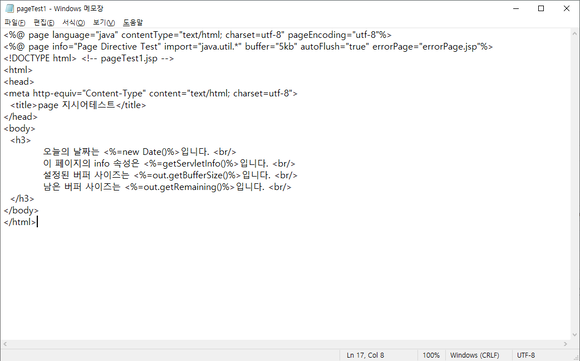 pageTest1 - Windows 메모장
파일(F) 편집(E) 서식(O) 보기(V) 도움말
<%@ page language="java" contentType="text/html; charset=utf-8" pageEncoding="utf-8"%>
<%@ page info="Page Directive Test" import="java.util.*" buffer="5kb" autoFlush="true" errorPage="errorPage.jsp"%>
<!DOCTYPE html> <!-- pageTest1.jsp -->
<html>
<head>
<meta http-equiv="Content-Type" content="text/html; charset=utf-8">
<title>page 지시어테스트</title>
</head>
<body>
<h3>
오늘의 날짜는 <%=new Date()%>입니다. <br/>
이 페이지의 info 속성은 <%=getServletInfo()%>입니다. <br/>
설정된 버퍼 사이즈는 <%=out.getBufferSize()%>입니다. <br/>
남은 버퍼 사이즈는 <%=out.getRemaining()%>입니다. <br/>
</h3>
</body>
</html>
Ln 17, Col 8 100% Windows (CRLF) UTF-8